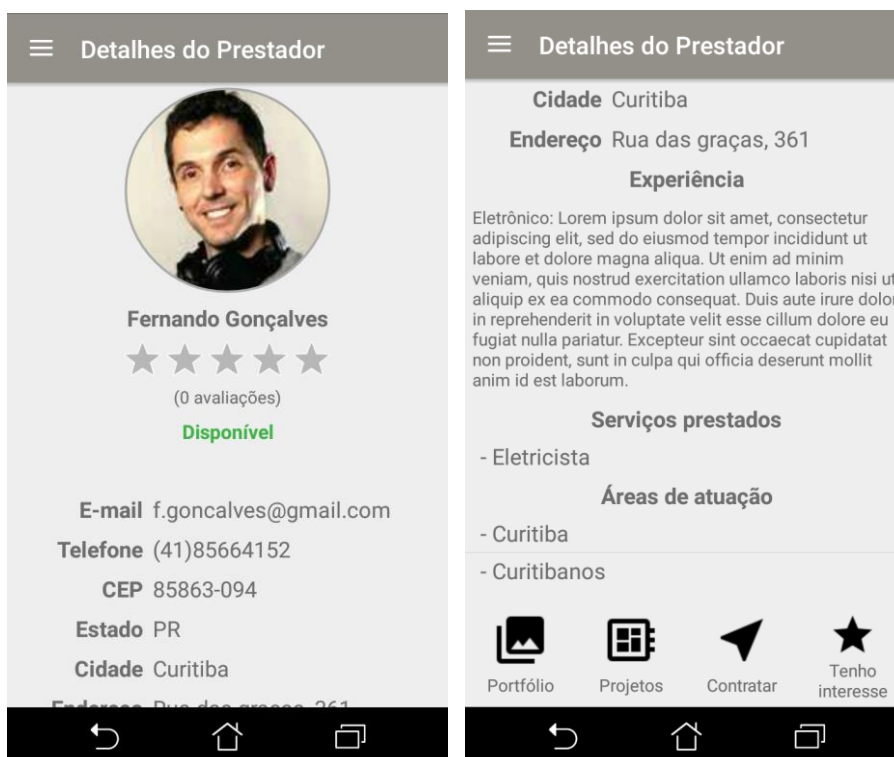 Detalhes do Prestador
Fernando Gonçalves
(0 avaliações)
Disponível
E-mail f.goncalves@gmail.com
Telefone (41)85664152
CEP 85863-094
Estado PR
Cidade Curitiba
Endereço Rua das graças, 361
Detalhes do Prestador
Cidade Curitiba
Endereço Rua das graças, 361
Experiência
Eletrônico: Lorem ipsum dolor sit amet, consectetur
adipiscing elit, sed do eiusmod tempor incididunt ut
labore et dolore magna aliqua. Ut enim ad minim
veniam, quis nostrud exercitation ullamco laboris nisi ut
aliquip ex ea commodo consequat. Duis aute irure dolor
in reprehenderit in voluptate velit esse cillum dolore eu
fugiat nulla pariatur. Excepteur sint occaecat cupidatat
non proident, sunt in culpa qui officia deserunt mollit
anim id est laborum.
Serviços prestados
- Eletricista
Áreas de atuação
- Curitiba
- Curitibanos
Portfólio
Projetos
Contratar
Tenho
interesse